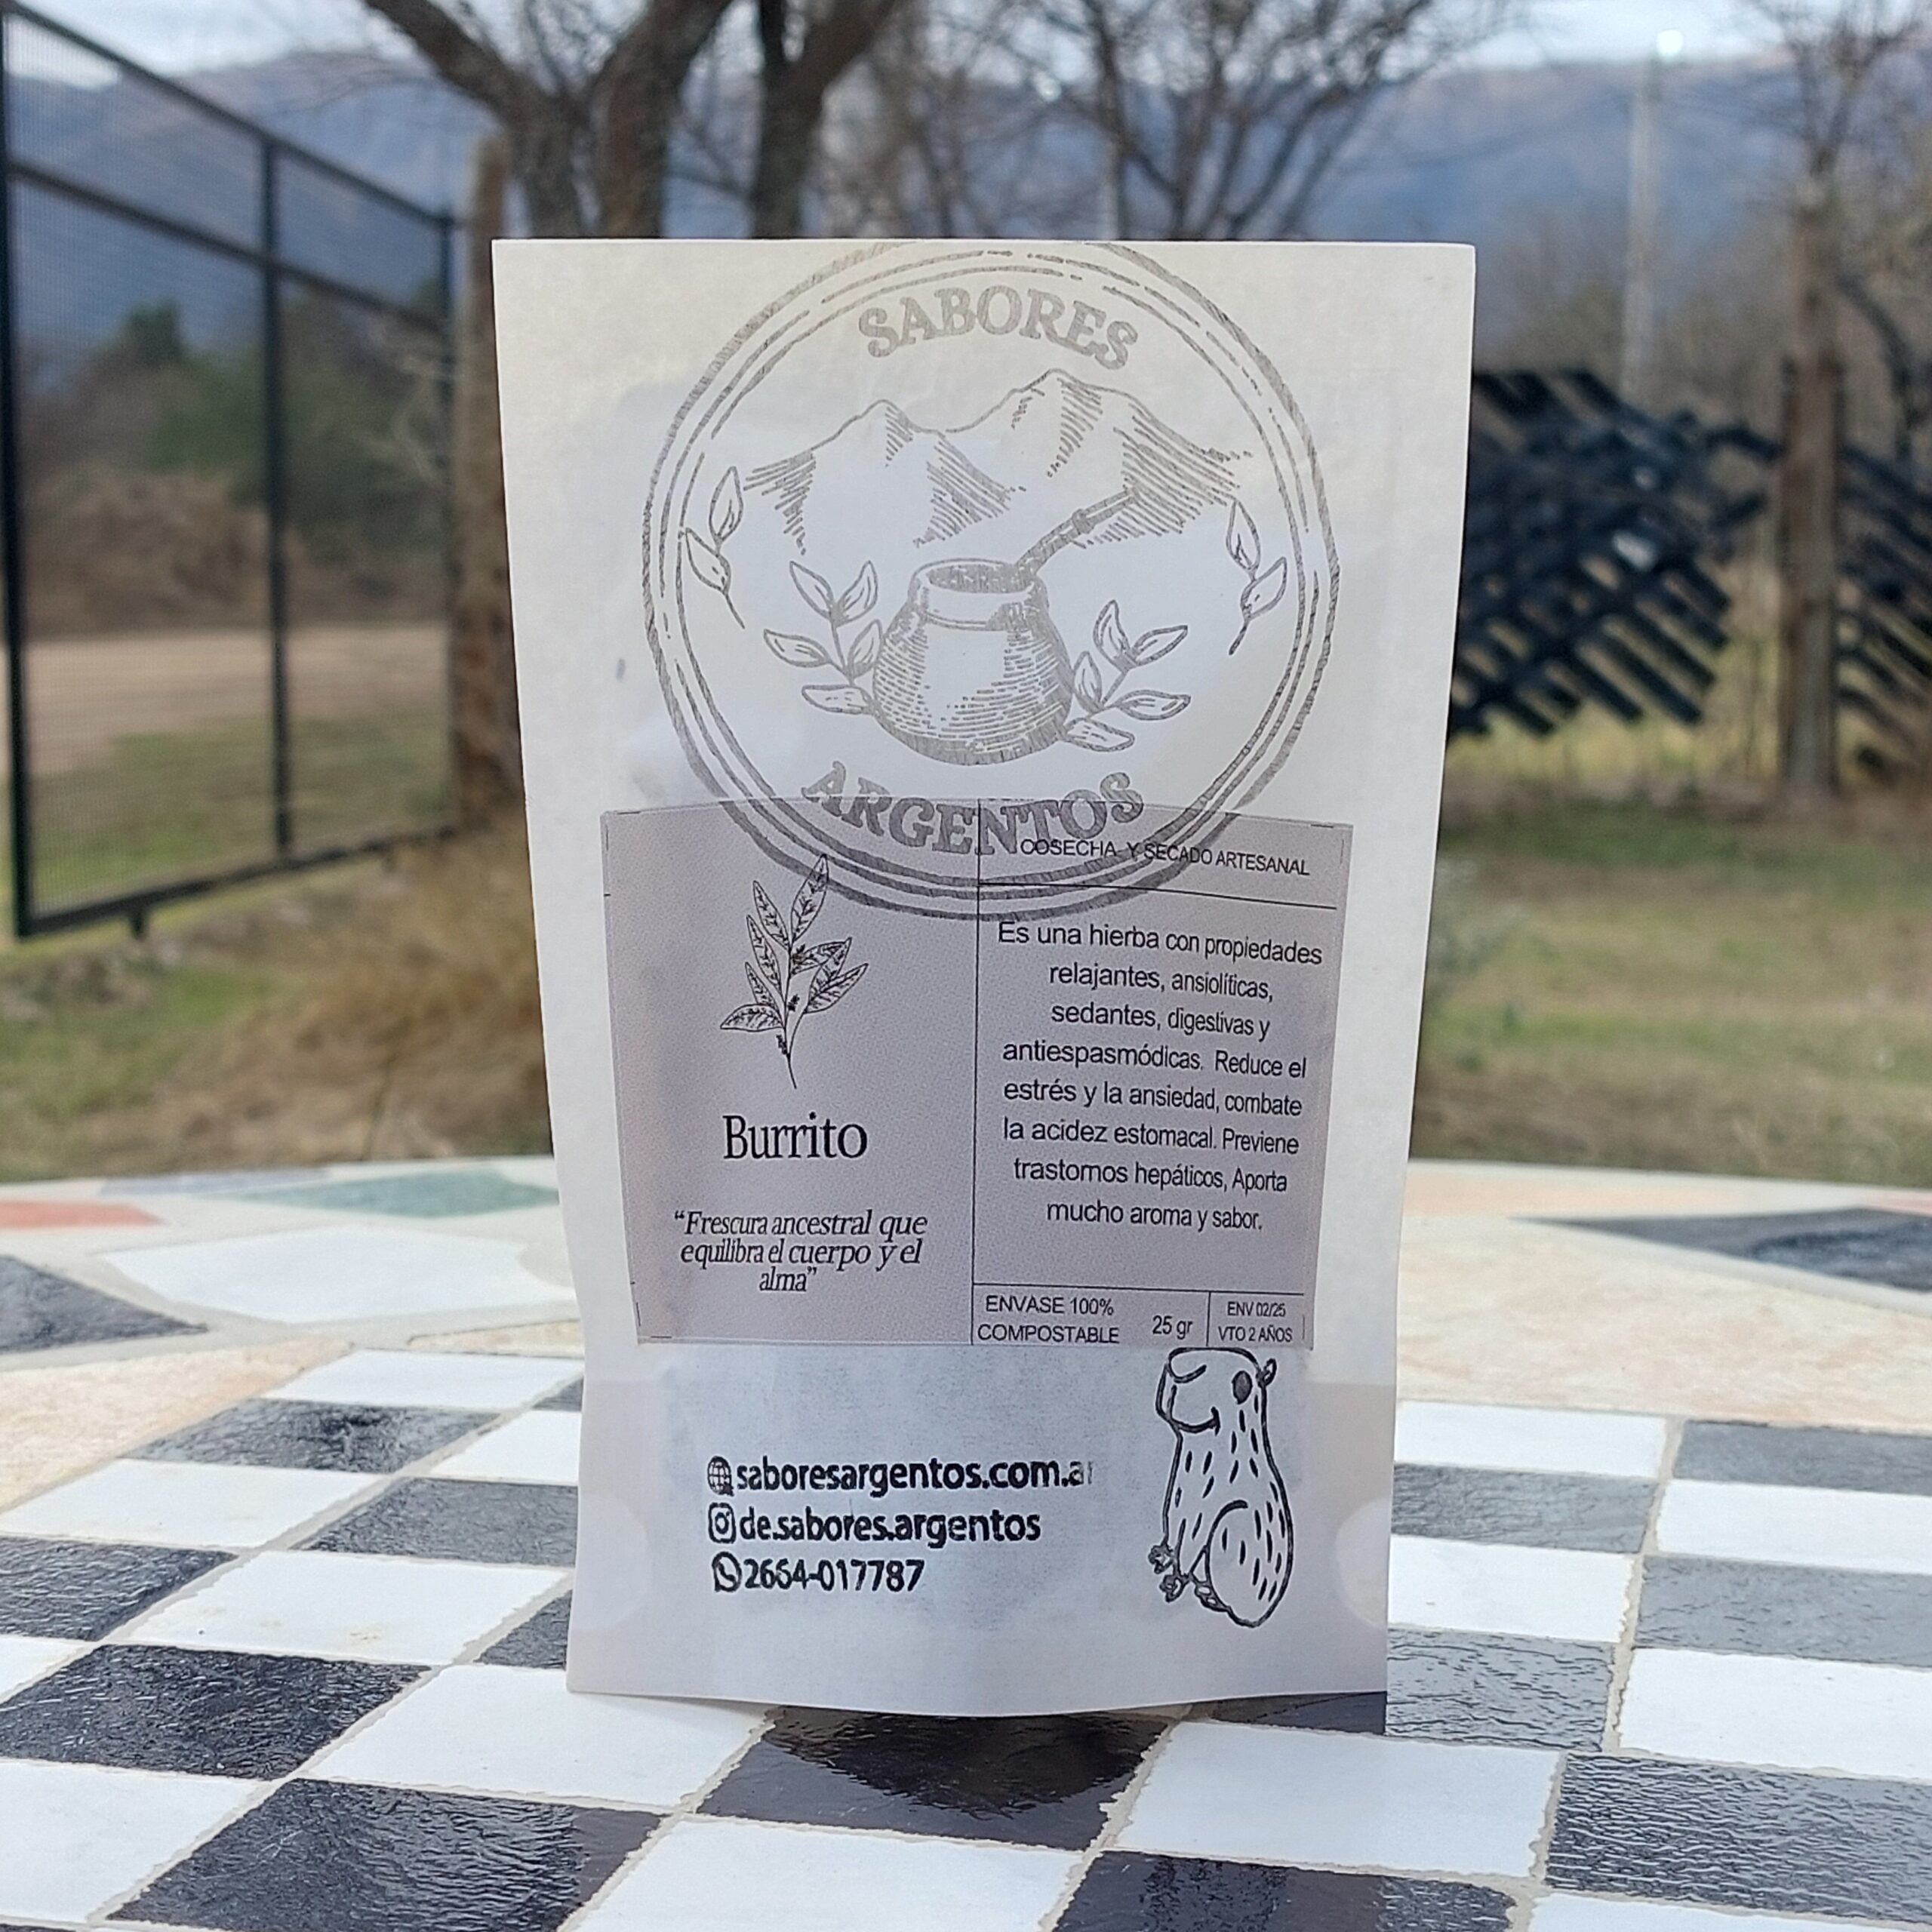 SABORES
ARGENTOS
COSECHA Y SECADO ARTESANAL
Burrito
"Frescura ancestral que
equilibra el cuerpo y el
alma"
Es una hierba con propiedades
relajantes, ansiolíticas,
sedantes, digestivas y
antiespasmódicas. Reduce el
estrés y la ansiedad, combate
la acidez estomacal. Previene
trastornos hepáticos, Aporta
mucho aroma y sabor.
ENVASE 100%
COMPOSTABLE
25 gr
ENV 02/25
VTO 2 AÑOS
saboresargentos.com.ar
de.sabores.argentos
2664-017787